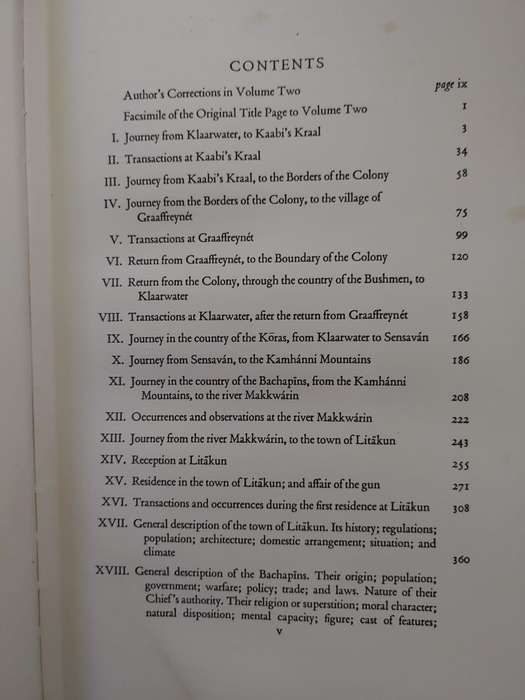 CONTENTS
Author's Corrections in Volume Two page ix
Facsimile of the Original Title Page to Volume Two 1
I. Journey from Klaarwater, to Kaabi's Kraal 3
II. Transactions at Kaabi's Kraal 34
III. Journey from Kaabi's Kraal, to the Borders of the Colony 58
IV. Journey from the Borders of the Colony, to the village of
Graaffreynét 75
V. Transactions at Graaffreynét 99
VI. Return from Graaffreynét, to the Boundary of the Colony 120
VII. Return from the Colony, through the country of the Bushmen, to
Klaarwater 133
VIII. Transactions at Klaarwater, after the return from Graaffreynét 158
IX. Journey in the country of the Kōras, from Klaarwater to Sensaván 166
X. Journey from Sensaván, to the Kamhánni Mountains 186
XI. Journey in the country of the Bachapīns, from the Kamhánni
Mountains, to the river Makkwárin 208
XII. Occurrences and observations at the river Makkwárin 222
XIII. Journey from the river Makkwárin, to the town of Litākun 243
XIV. Reception at Litākun 255
XV. Residence in the town of Litākun; and affair of the gun 271
XVI. Transactions and occurrences during the first residence at Litākun 308
XVII. General description of the town of Litākun. Its history; regulations;
population; architecture; domestic arrangement; situation; and
climate 360
XVIII. General description of the Bachapīns. Their origin; population;
government; warfare; policy; trade; and laws. Nature of their
Chief's authority. Their religion or superstition; moral character;
natural disposition; mental capacity; figure; cast of features;
v